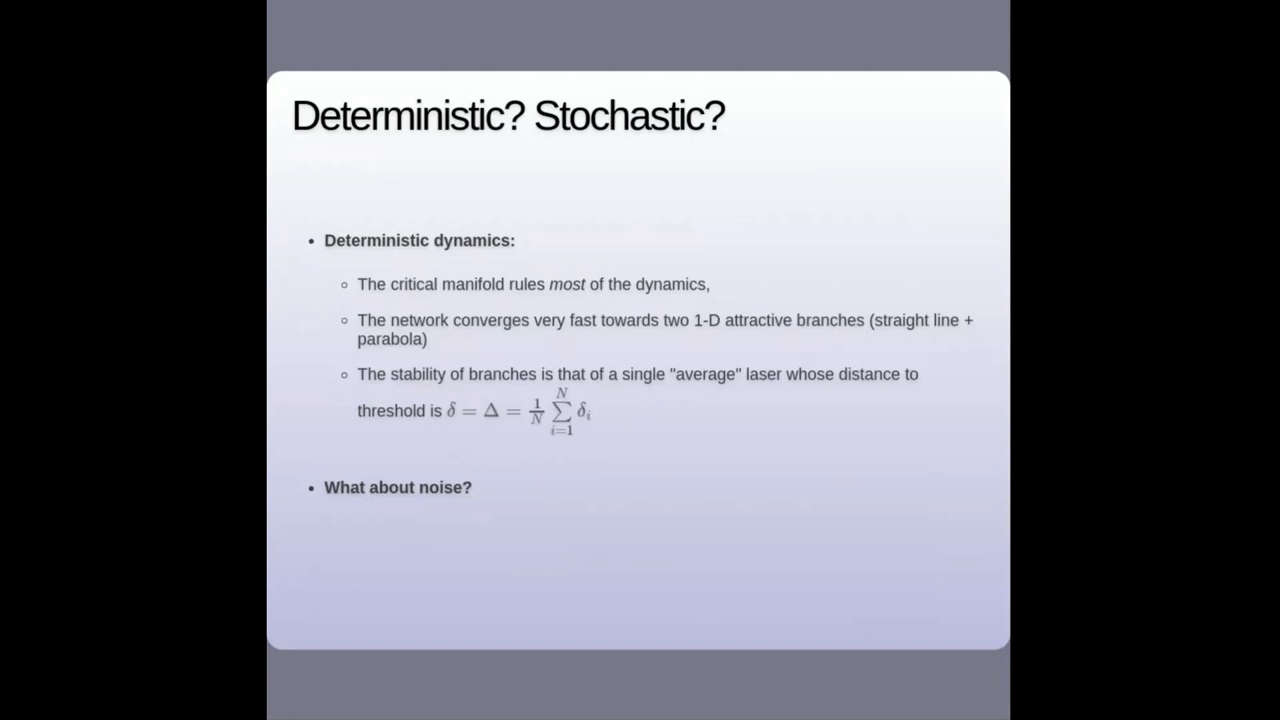 Deterministic? Stochastic?
• Deterministic dynamics:
◦ The critical manifold rules most of the dynamics,
◦ The network converges very fast towards two 1-D attractive branches (straight line +
parabola)
◦ The stability of branches is that of a single "average" laser whose distance to
threshold is δ = Δ = 1/N ∑_{i=1}^{N} δ_i
• What about noise?